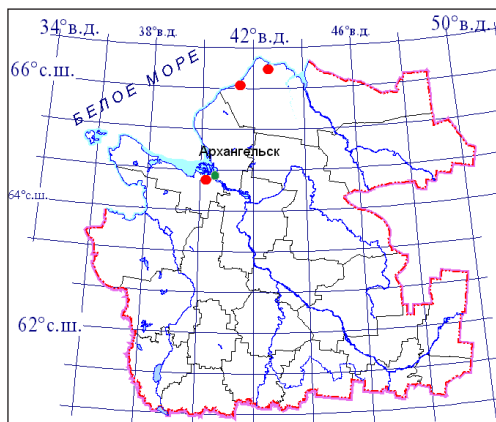 34°в.д.
38°в.д.
42°в.д.
46°в.д.
50°в.д.
66°с.ш.
БЕЛОЕ МОРЕ
Архангельск
64°с.ш.
62°с.ш.